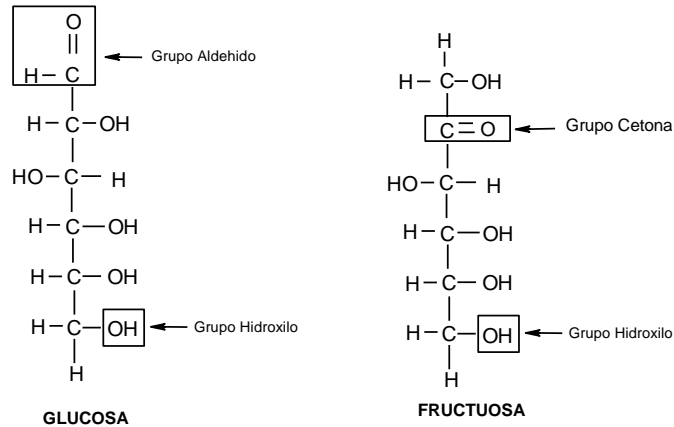 O
H – C
Grupo Aldehido
H – C – OH
HO – C – H
H – C – OH
H – C – OH
H – C – OH
Grupo Hidroxilo
H
GLUCOSA
H
H – C – OH
C = O
Grupo Cetona
HO – C – H
H – C – OH
H – C – OH
H – C – OH
Grupo Hidroxilo
H
FRUCTUOSA